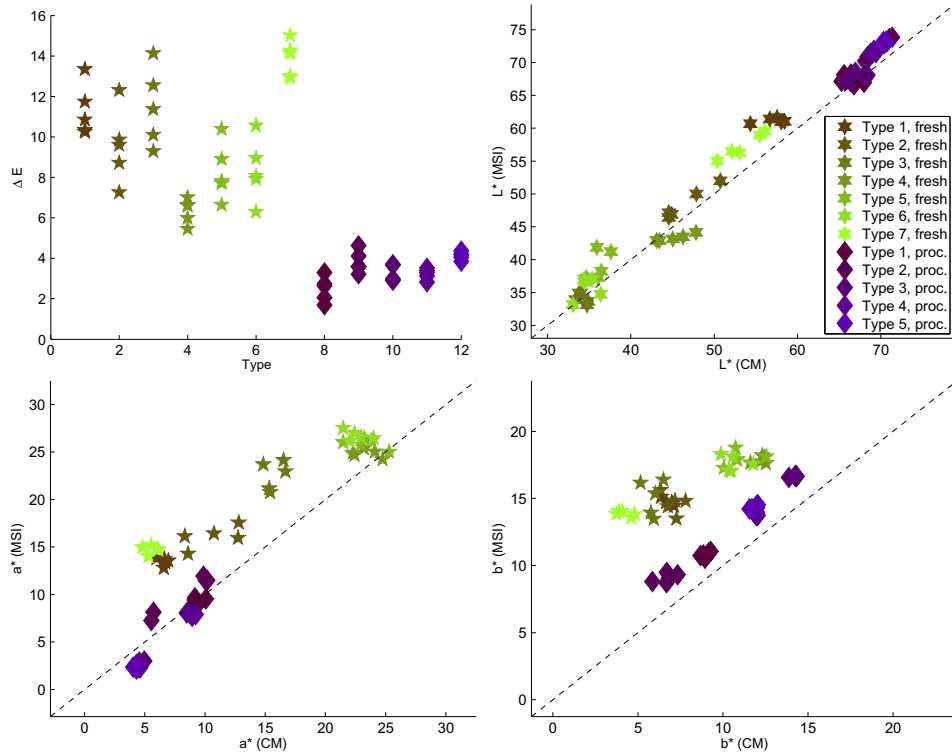 16
14
12
10
8
6
4
2
0
Δ E
0
2
4
6
8
10
12
Type
75
70
65
60
55
50
45
40
35
30
L* (MSI)
30
40
50
60
70
L* (CM)
Type 1, fresh
Type 2, fresh
Type 3, fresh
Type 4, fresh
Type 5, fresh
Type 6, fresh
Type 7, fresh
Type 1, proc.
Type 2, proc.
Type 3, proc.
Type 4, proc.
Type 5, proc.
30
25
20
15
10
5
0
a* (MSI)
0
5
10
15
20
25
30
a* (CM)
20
15
10
5
0
b* (MSI)
0
5
10
15
20
b* (CM)